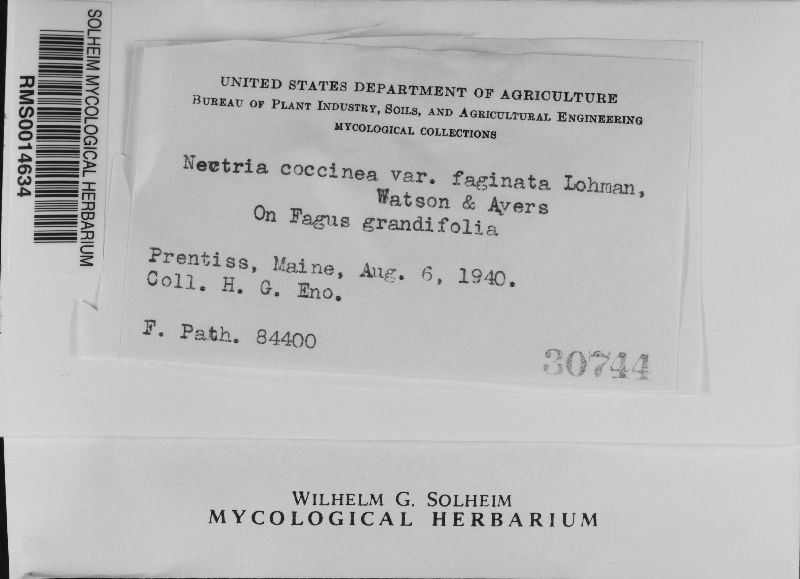 SOLHEIM MYCOLOGICAL HERBARIUM
RMS0014634
UNITED STATES DEPARTMENT OF AGRICULTURE
BUREAU OF PLANT INDUSTRY, SOILS, AND AGRICULTURAL ENGINEERING
MYCOLOGICAL COLLECTIONS
Nectria coccinea var. faginata Lohman,
Watson & Ayers
On Fagus grandifolia
Prentiss, Maine, Aug. 6, 1940.
Coll. H. G. Eno.
F. Path. 84400
30744
WILHELM G. SOLHEIM
MYCOLOGICAL HERBARIUM